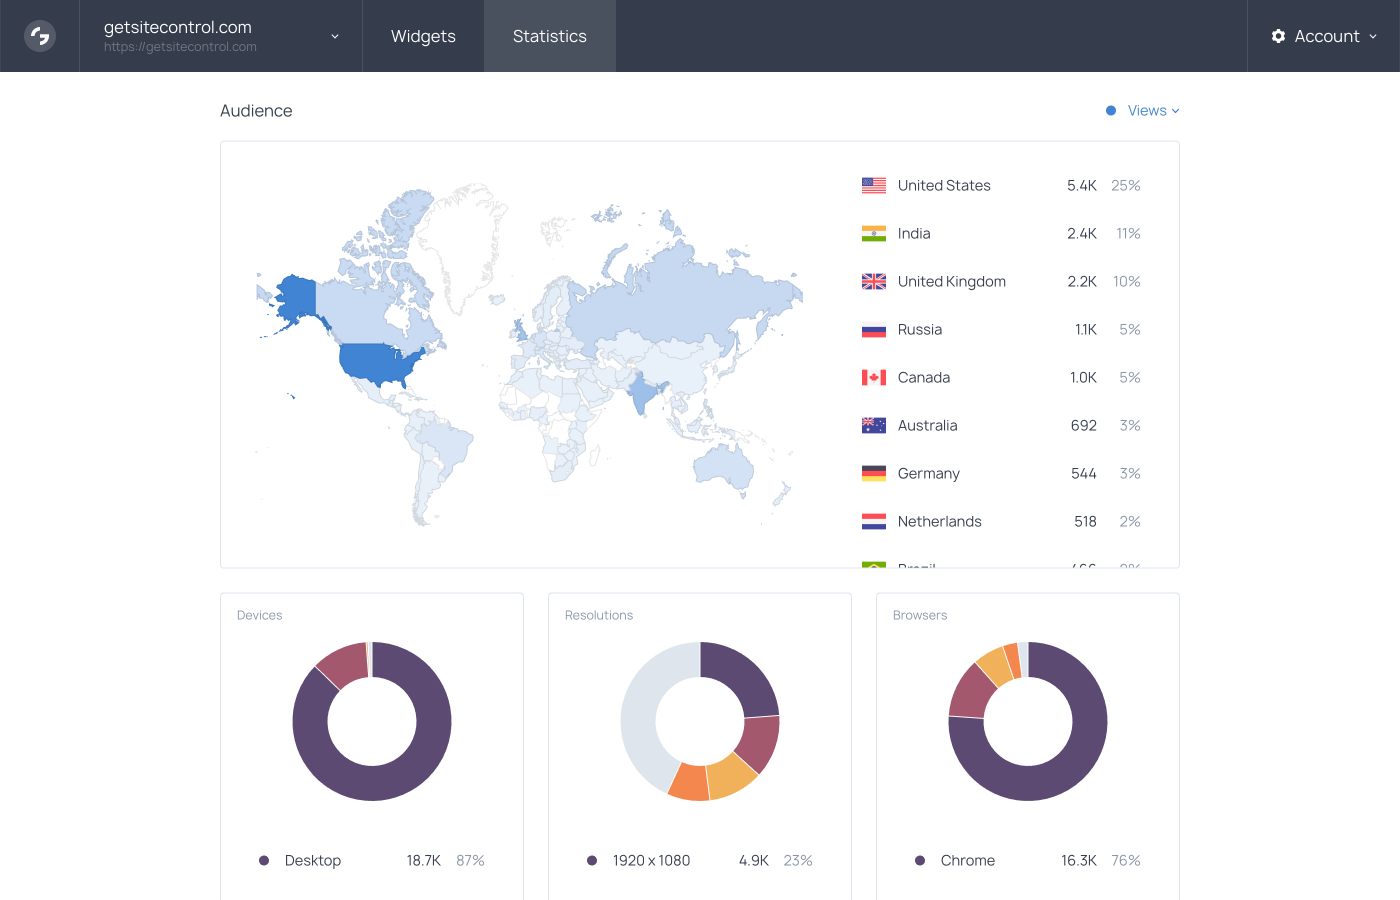 getsitecontrol.com
https://getsitecontrol.com
Widgets
Statistics
Account
Audience
Views
United States 5.4K 25%
India 2.4K 11%
United Kingdom 2.2K 10%
Russia 1.1K 5%
Canada 1.0K 5%
Australia 692 3%
Germany 544 3%
Netherlands 518 2%
Devices
Desktop 18.7K 87%
Resolutions
1920 x 1080 4.9K 23%
Browsers
Chrome 16.3K 76%